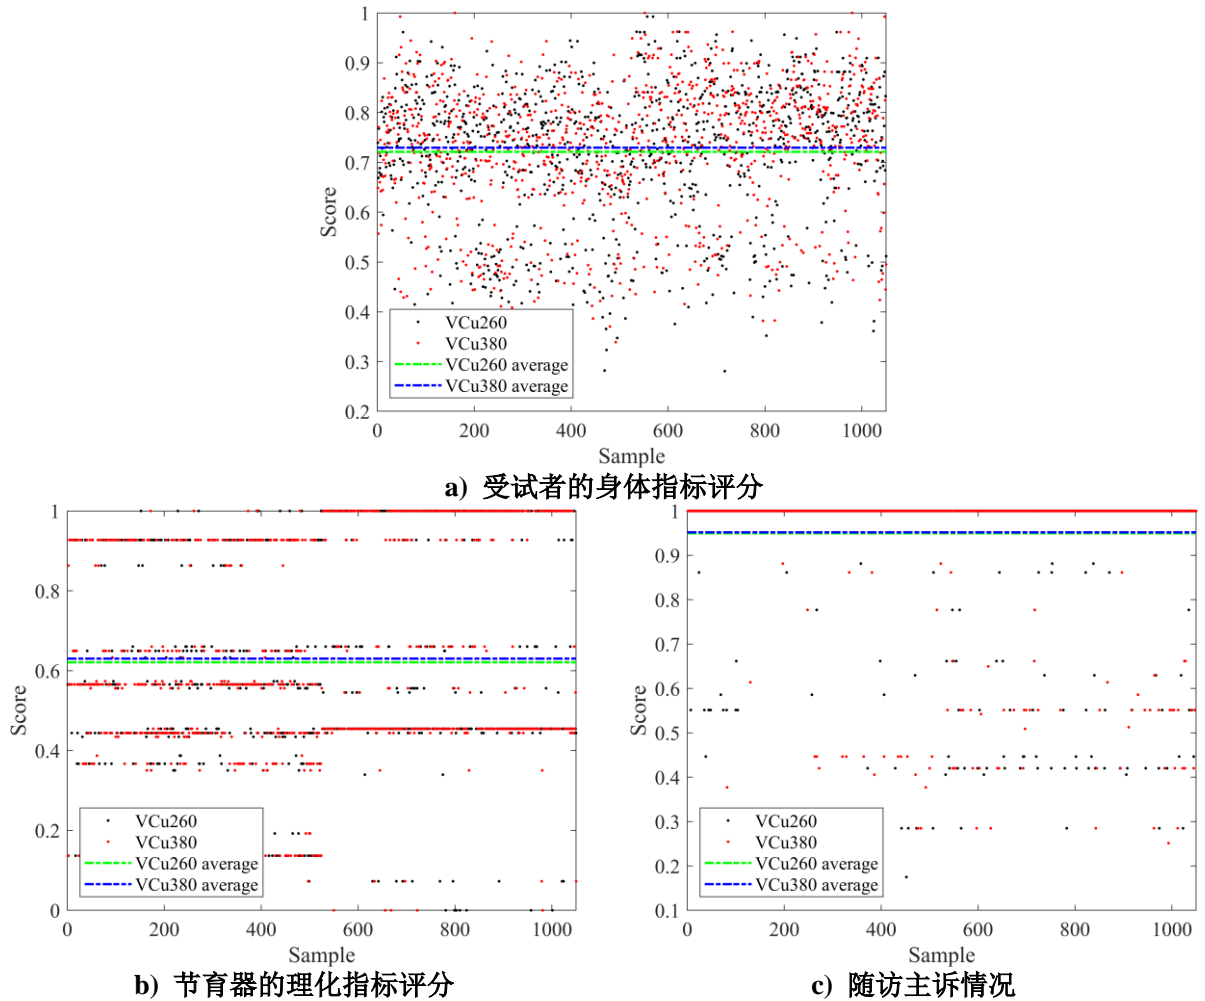 1
0.9
0.8
0.7
0.6
0.5
0.4
0.3
0.2
Score
VCu260
VCu380
VCu260 average
VCu380 average
0 200 400 600 800 1000
Sample
a) 受试者的身体指标评分
1
0.8
0.6
0.4
0.2
0
Score
VCu260
VCu380
VCu260 average
VCu380 average
0 200 400 600 800 1000
Sample
b) 节育器的理化指标评分
1
0.9
0.8
0.7
0.6
0.5
0.4
0.3
0.2
0.1
Score
VCu260
VCu380
VCu260 average
VCu380 average
0 200 400 600 800 1000
Sample
c) 随访主诉情况